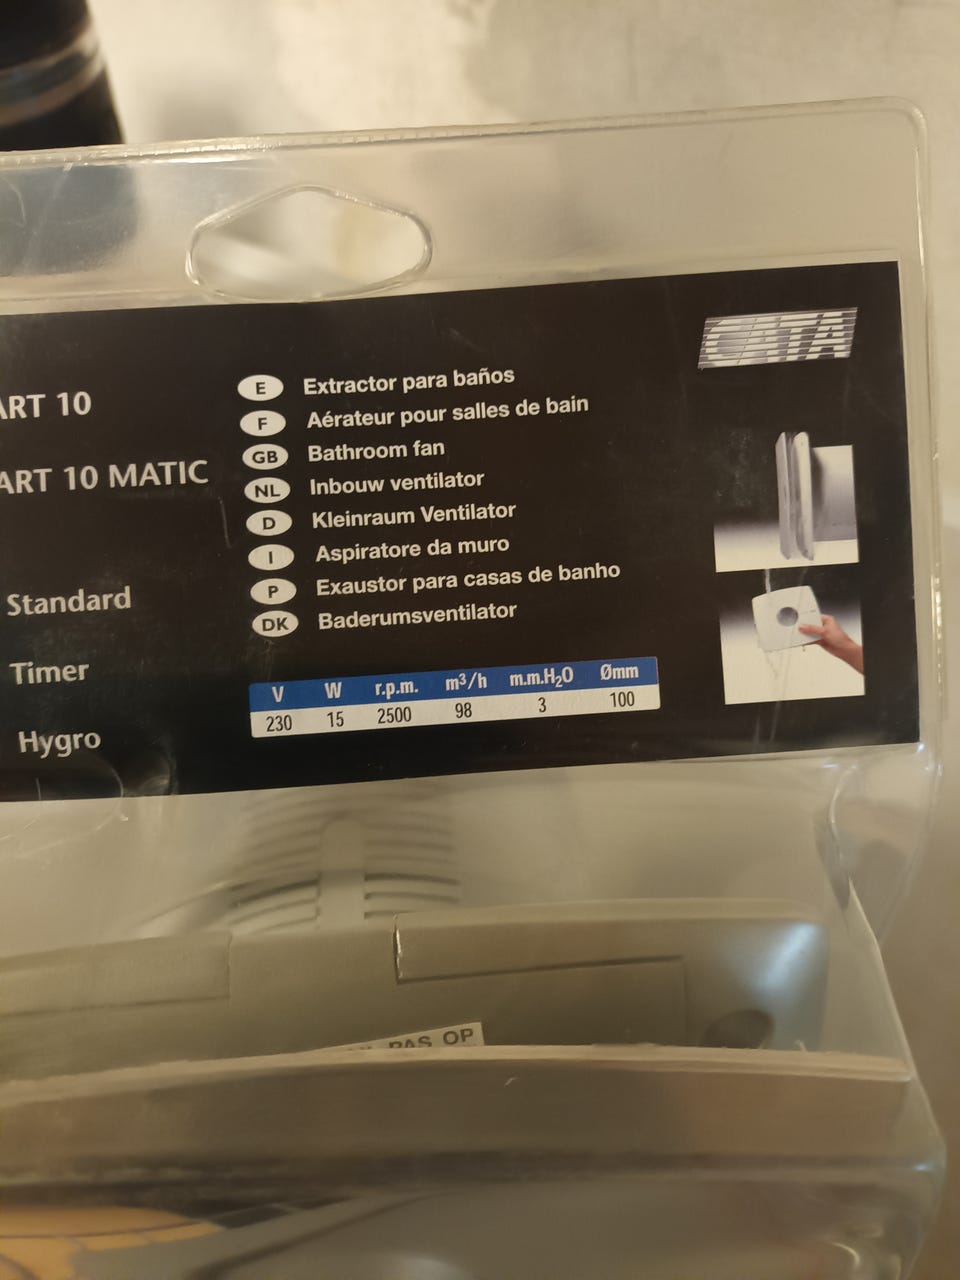 CATA
ART 10
ART 10 MATIC
Standard
Timer
Hygro
E Extractor para baños
F Aérateur pour salles de bain
GB Bathroom fan
NL Inbouw ventilator
D Kleinraum Ventilator
I Aspiratore da muro
P Exaustor para casas de banho
DK Baderumsventilator
V W r.p.m. m³/h m.m.H₂O Ømm
230 15 2500 98 3 100
PAS OP